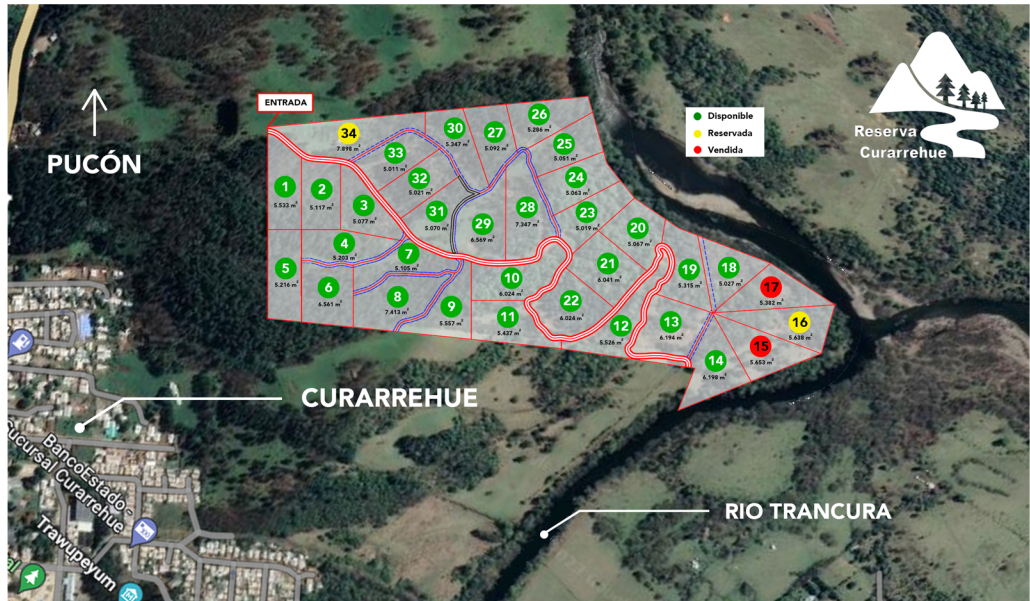 ENTRADA
PUCÓN
Disponible
Reservada
Vendida
Reserva
Curarrehue
34
7.898 m²
33
5.011 m²
30
5.347 m²
27
5.092 m²
26
5.286 m²
25
5.051 m²
24
5.063 m²
23
5.019 m²
20
5.067 m²
1
5.533 m²
2
5.117 m²
3
5.077 m²
32
5.021 m²
31
5.070 m²
29
6.569 m²
28
7.347 m²
4
5.203 m²
5
5.216 m²
6
6.561 m²
7
5.105 m²
8
7.413 m²
9
5.557 m²
10
6.024 m²
11
5.437 m²
21
6.041 m²
22
6.024 m²
12
5.526 m²
19
5.315 m²
18
5.027 m²
17
5.382 m²
16
5.638 m²
15
5.653 m²
13
6.194 m²
14
6.198 m²
CURARREHUE
RIO TRANCURA
BancoEstado -
Sucursal Curarrehue
Trawupeyum